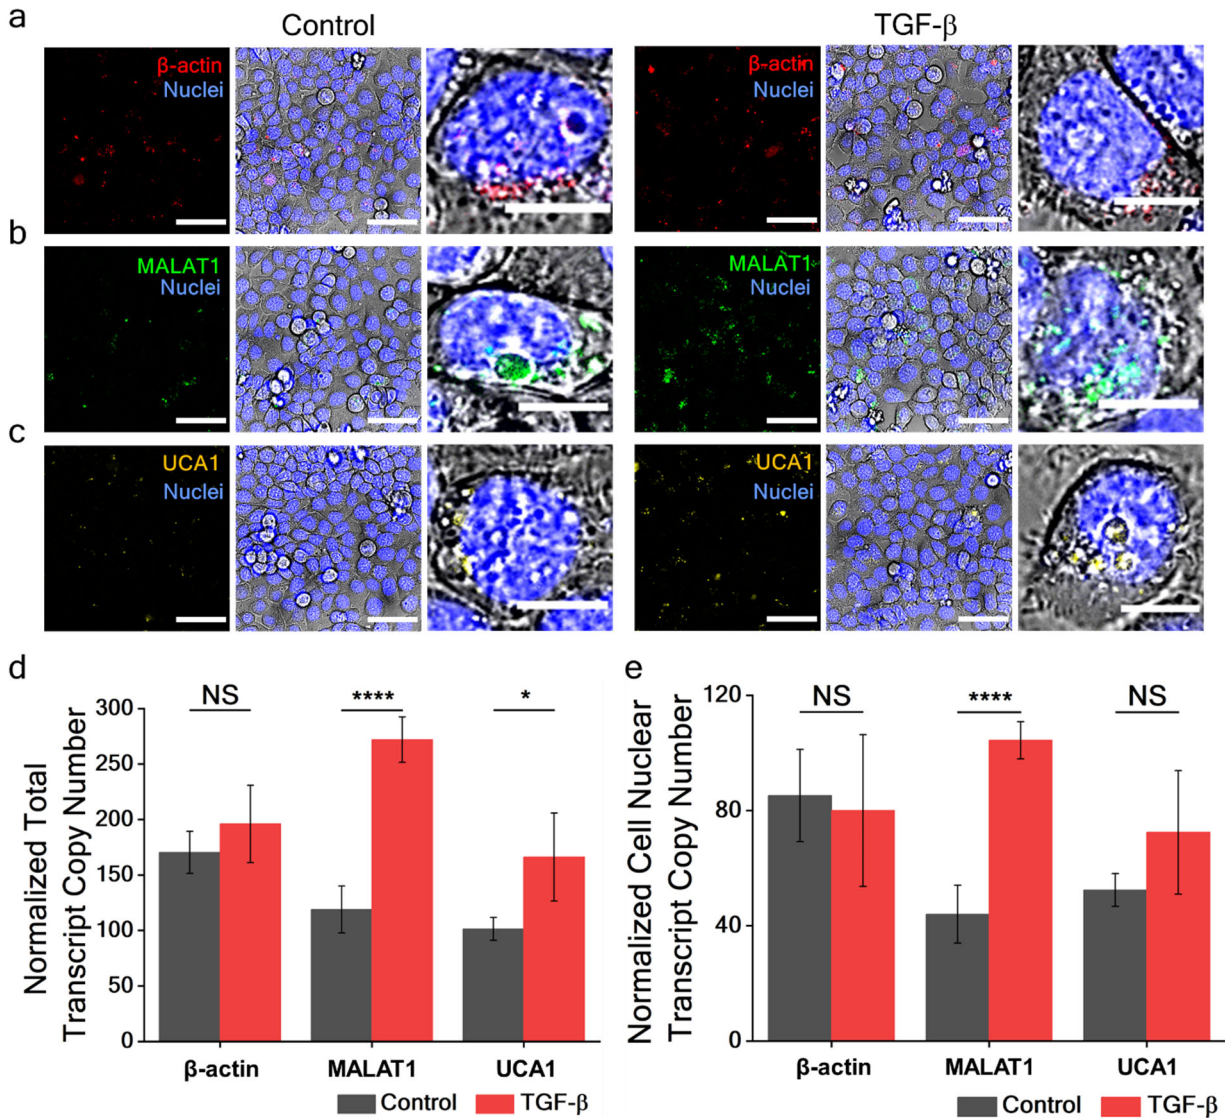 a
Control
TGF-β
β-actin
Nuclei
β-actin
Nuclei
b
MALAT1
Nuclei
MALAT1
Nuclei
c
UCA1
Nuclei
UCA1
Nuclei
d
Normalized Total
Transcript Copy Number
300
250
200
150
100
50
0
NS
****
*
β-actin
MALAT1
UCA1
Control
TGF-β
e
Normalized Cell Nuclear
Transcript Copy Number
120
80
40
0
NS
****
NS
β-actin
MALAT1
UCA1
Control
TGF-β